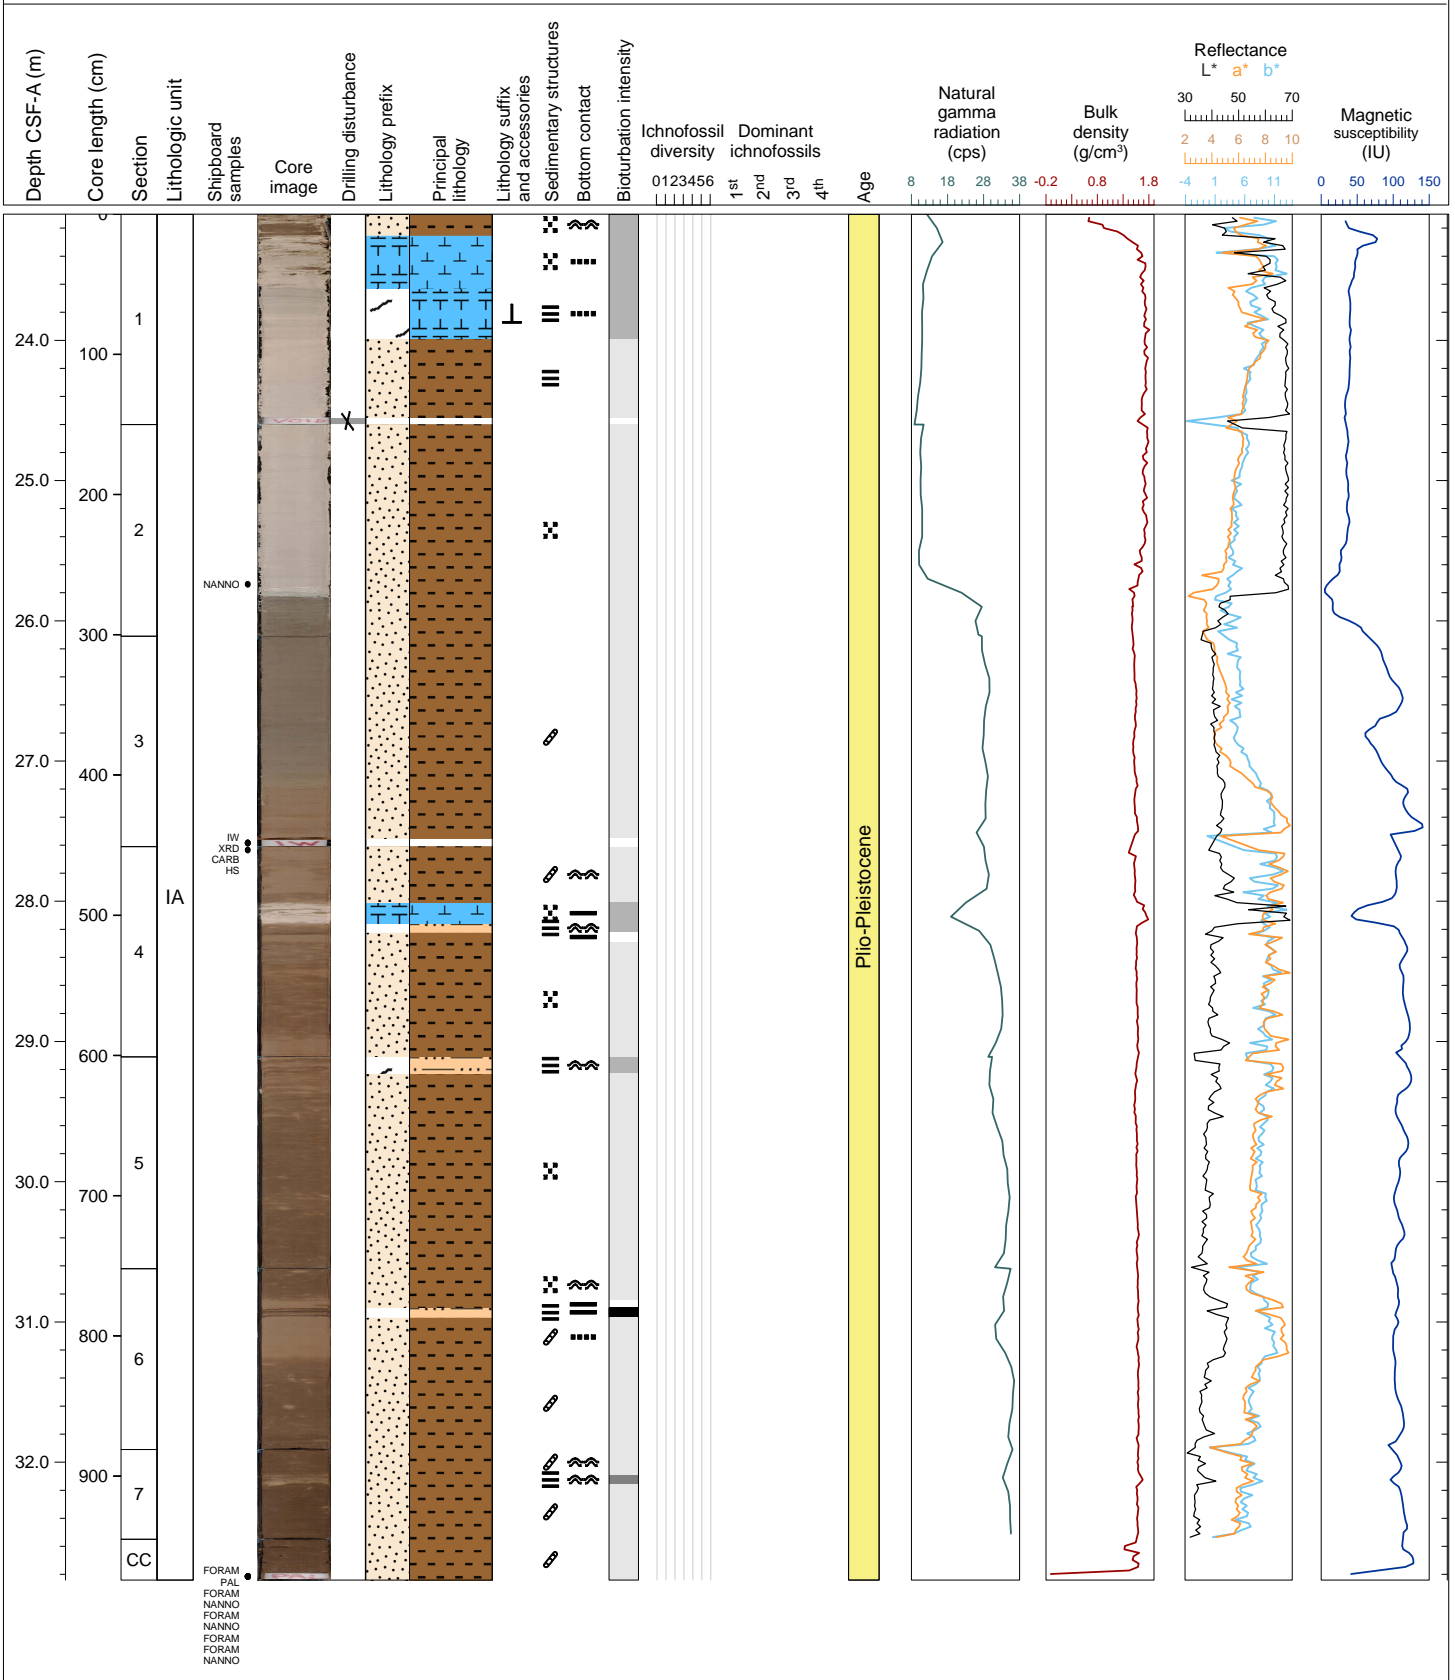 Depth CSF-A (m)
Core length (cm)
Section
Lithologic unit
Shipboard
samples
Core
image
Drilling disturbance
Lithology prefix
Principal
lithology
Lithology suffix
and accessories
Sedimentary structures
Bottom contact
Bioturbation intensity
Ichnofossil
diversity
0123456
Dominant
ichnofossils
1st
2nd
3rd
4th
Age
Natural
gamma
radiation
(cps)
8 18 28 38
Bulk
density
(g/cm³)
-0.2 0.8 1.8
Reflectance
L* a* b*
30 50 70
2 4 6 8 10
-4 1 6 11
Magnetic
susceptibility
(IU)
0 50 100 150
0
1
24.0
100
VOID
25.0
200
2
NANNO
26.0
300
3
27.0
400
IW
XRD
CARB
HS
IW
Plio-Pleistocene
IA
28.0
500
4
29.0
600
5
30.0
700
31.0
800
6
32.0
900
7
CC
FORAM
PAL
FORAM
NANNO
FORAM
NANNO
FORAM
FORAM
NANNO